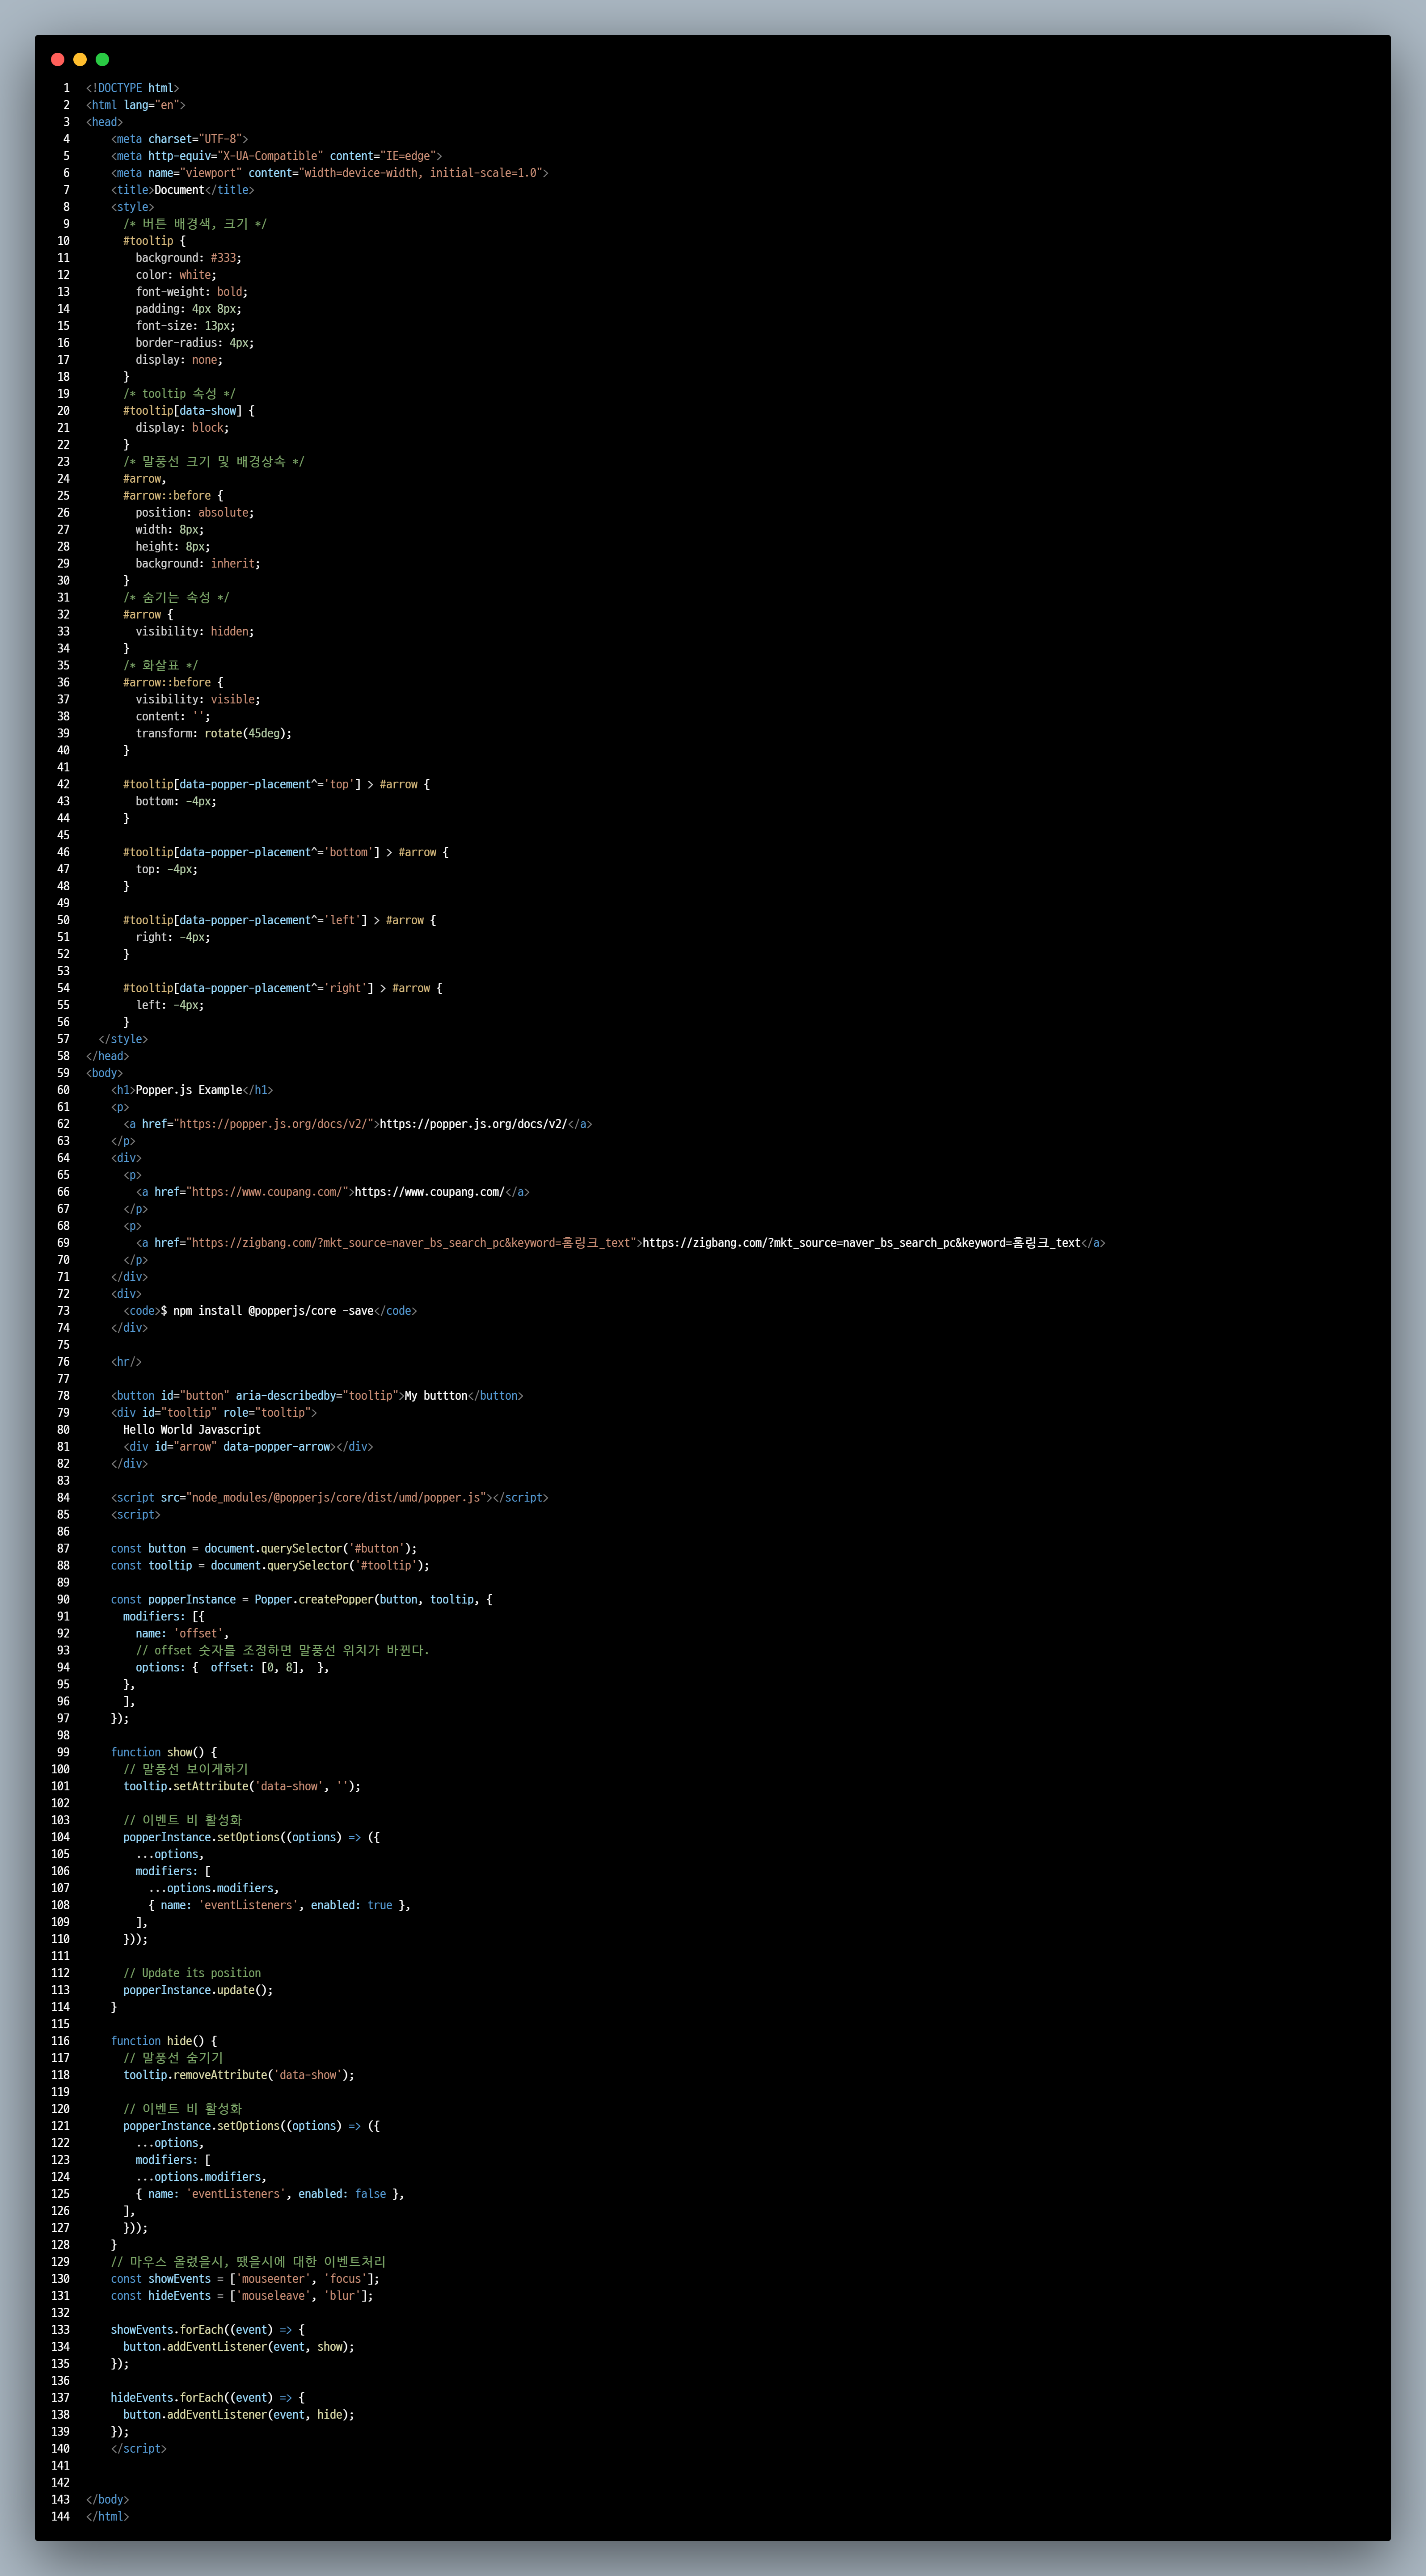 1 <!DOCTYPE html>
2 <html lang="en">
3 <head>
4     <meta charset="UTF-8">
5     <meta http-equiv="X-UA-Compatible" content="IE=edge">
6     <meta name="viewport" content="width=device-width, initial-scale=1.0">
7     <title>Document</title>
8     <style>
9       /* 버튼 배경색, 크기 */
10       #tooltip {
11         background: #333;
12         color: white;
13         font-weight: bold;
14         padding: 4px 8px;
15         font-size: 13px;
16         border-radius: 4px;
17         display: none;
18       }
19       /* tooltip 속성 */
20       #tooltip[data-show] {
21         display: block;
22       }
23       /* 말풍선 크기 및 배경상속 */
24       #arrow,
25       #arrow::before {
26         position: absolute;
27         width: 8px;
28         height: 8px;
29         background: inherit;
30       }
31       /* 숨기는 속성 */
32       #arrow {
33         visibility: hidden;
34       }
35       /* 화살표 */
36       #arrow::before {
37         visibility: visible;
38         content: '';
39         transform: rotate(45deg);
40       }
41
42       #tooltip[data-popper-placement^='top'] > #arrow {
43         bottom: -4px;
44       }
45
46       #tooltip[data-popper-placement^='bottom'] > #arrow {
47         top: -4px;
48       }
49
50       #tooltip[data-popper-placement^='left'] > #arrow {
51         right: -4px;
52       }
53
54       #tooltip[data-popper-placement^='right'] > #arrow {
55         left: -4px;
56       }
57   </style>
58 </head>
59 <body>
60     <h1>Popper.js Example</h1>
61     <p>
62       <a href="https://popper.js.org/docs/v2/">https://popper.js.org/docs/v2/</a>
63     </p>
64     <div>
65       <p>
66         <a href="https://www.coupang.com/">https://www.coupang.com/</a>
67       </p>
68       <p>
69         <a href="https://zigbang.com/?mkt_source=naver_bs_search_pc&keyword=홈링크_text">https://zigbang.com/?mkt_source=naver_bs_search_pc&keyword=홈링크_text</a>
70       </p>
71     </div>
72     <div>
73       <code>$ npm install @popperjs/core -save</code>
74     </div>
75
76     <hr/>
77
78     <button id="button" aria-describedby="tooltip">My buttton</button>
79     <div id="tooltip" role="tooltip">
80       Hello World Javascript
81       <div id="arrow" data-popper-arrow></div>
82     </div>
83
84     <script src="node_modules/@popperjs/core/dist/umd/popper.js"></script>
85     <script>
86
87     const button = document.querySelector('#button');
88     const tooltip = document.querySelector('#tooltip');
89
90     const popperInstance = Popper.createPopper(button, tooltip, {
91       modifiers: [{
92         name: 'offset',
93         // offset 숫자를 조정하면 말풍선 위치가 바뀐다.
94         options: {  offset: [0, 8],  },
95       },
96       ],
97     });
98
99     function show() {
100       // 말풍선 보이게하기
101       tooltip.setAttribute('data-show', '');
102
103       // 이벤트 비 활성화
104       popperInstance.setOptions((options) => ({
105         ...options,
106         modifiers: [
107           ...options.modifiers,
108           { name: 'eventListeners', enabled: true },
109         ],
110       }));
111
112       // Update its position
113       popperInstance.update();
114     }
115
116     function hide() {
117       // 말풍선 숨기기
118       tooltip.removeAttribute('data-show');
119
120       // 이벤트 비 활성화
121       popperInstance.setOptions((options) => ({
122         ...options,
123         modifiers: [
124         ...options.modifiers,
125         { name: 'eventListeners', enabled: false },
126       ],
127       }));
128     }
129     // 마우스 올렸을시, 땠을시에 대한 이벤트처리
130     const showEvents = ['mouseenter', 'focus'];
131     const hideEvents = ['mouseleave', 'blur'];
132
133     showEvents.forEach((event) => {
134       button.addEventListener(event, show);
135     });
136
137     hideEvents.forEach((event) => {
138       button.addEventListener(event, hide);
139     });
140     </script>
141
142
143 </body>
144 </html>